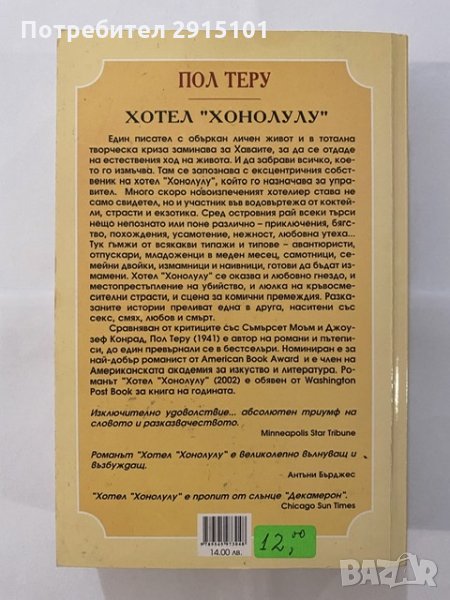 Потребител 2915101
ПОЛ ТЕРУ
ХОТЕЛ "ХОНОЛУЛУ"
Един писател с объркан личен живот и в тотална
творческа криза заминава за Хаваите, за да се отдаде
на естествения ход на живота. И да забрави всичко, кое-
то го измъчва. Там се запознава с ексцентричния собст-
веник на хотел "Хонолулу", който го назначава за упра-
вител. Много скоро новоизпеченият хотелиер става не
само свидетел, но и участник във водовъртежа от коктей-
ли, страсти и екзотика. Сред островния рай всеки търси
нещо непознато или поне различно – приключения, бягс-
тво, похождения, усамотение, нежност, любовна утеха...
Тук гъмжи от всякакви типажи и типове – авантюристи,
отпускари, младоженци в меден месец, самотници, се-
мейни двойки, измамници и наивници, готови да бъдат из-
мамени. Хотел "Хонолулу" се оказва и любовно гнездо, и
местопрестъпление на убийство, и люлка на кръвосме-
сителни страсти, и сцена за комични премеждия. Разка-
заните истории преливат една в друга, наситени със
секс, смях, любов и смърт.
Сравняван от критиците със Съмърсет Моъм и Джоу-
зеф Конрад, Пол Теру (1941) е автор на романи и пътепи-
си, до един превърнали се в бестселъри. Номиниран е за
най-добър романист от American Book Award и е член на
Американската академия за изкуство и литература. Ро-
манът "Хотел "Хонолулу" (2002) е обявен от Washington
Post Book за книга на годината.
Изключително удоволствие... абсолютен триумф на
словото и разказвачеството.
Minneapolis Star Tribune
Романът "Хотел "Хонолулу" е великолепно вълнуващ и
възбуждащ.
Антъни Бърджес
"Хотел "Хонолулу" е пропит от слънце "Декамерон".
Chicago Sun Times
14.00 лв.
12,00
BAZAR